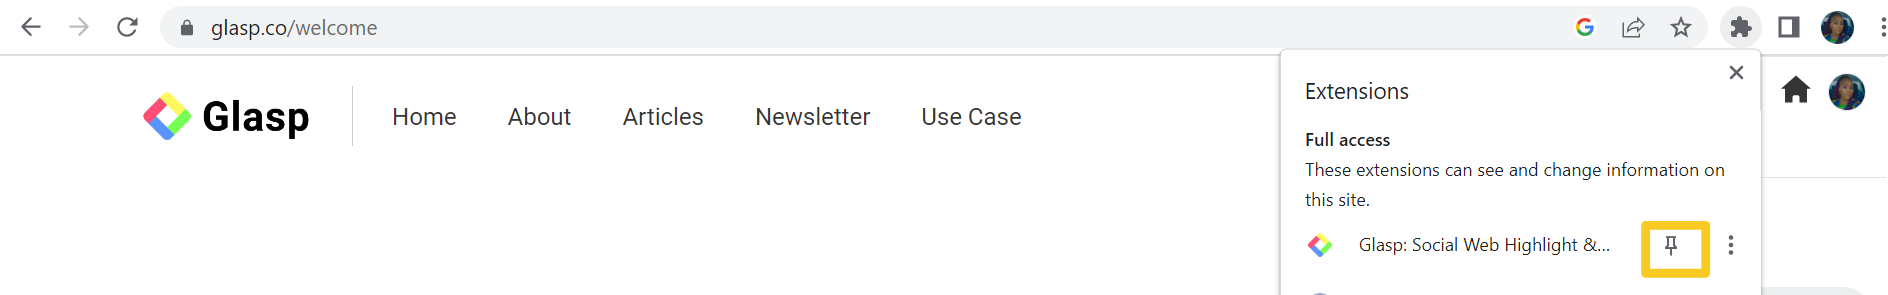 glasp.co/welcome
Extensions
Glasp Home About Articles Newsletter Use Case
Full access
These extensions can see and change information on
this site.
Glasp: Social Web Highlight &...